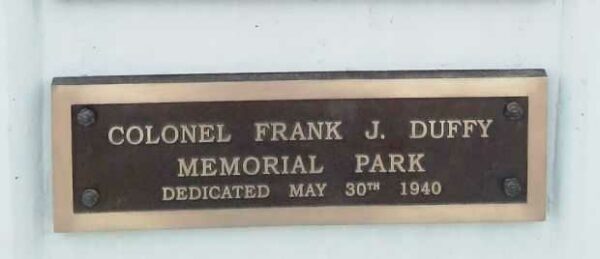 COLONEL FRANK J. DUFFY
MEMORIAL PARK
DEDICATED MAY 30TH 1940